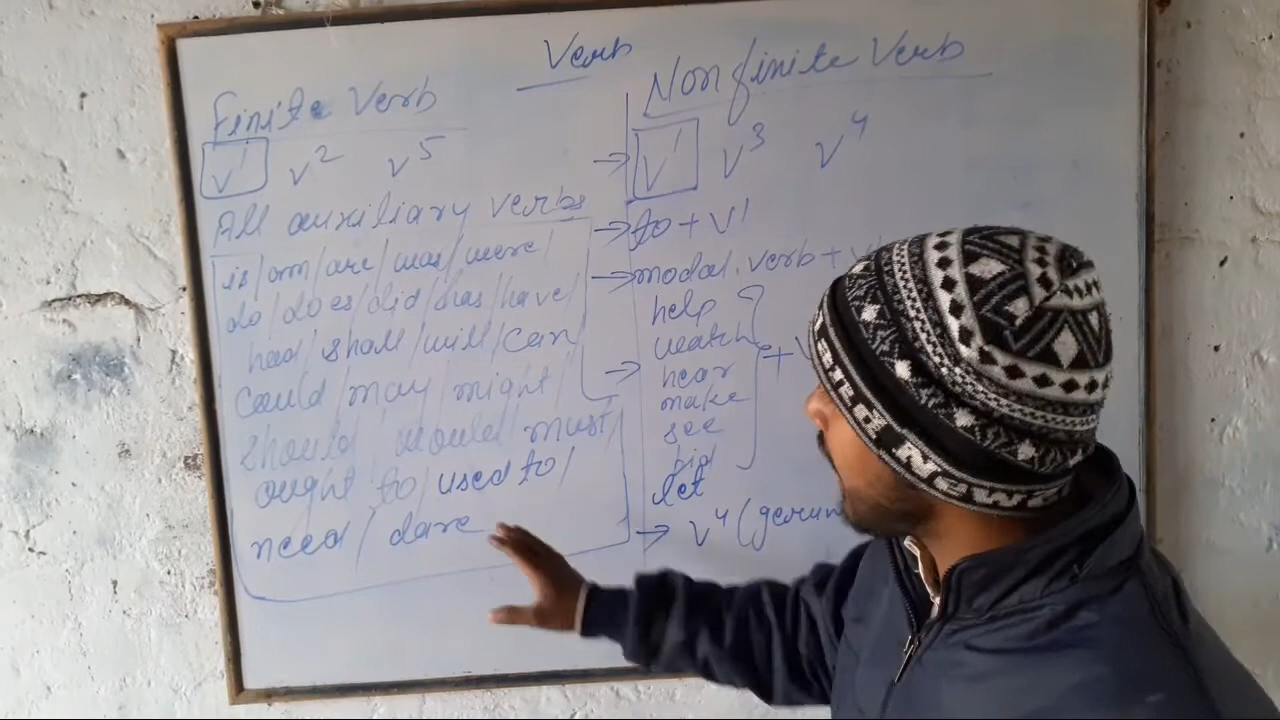 Verb
Finite Verb
V1 V2 V5
All auxiliary verbs
is/am/are/was/were/
do/does/did/has/have/
had/shall/will/can/
could/may/might/
should/would/must/
ought to/used to/
need/dare
Non finite Verb
→ V1 V3 V4
→ to + V1
→ modal verb +
help
watch
→ hear
make
see
bid
let
+
→ V4 (gerun
New